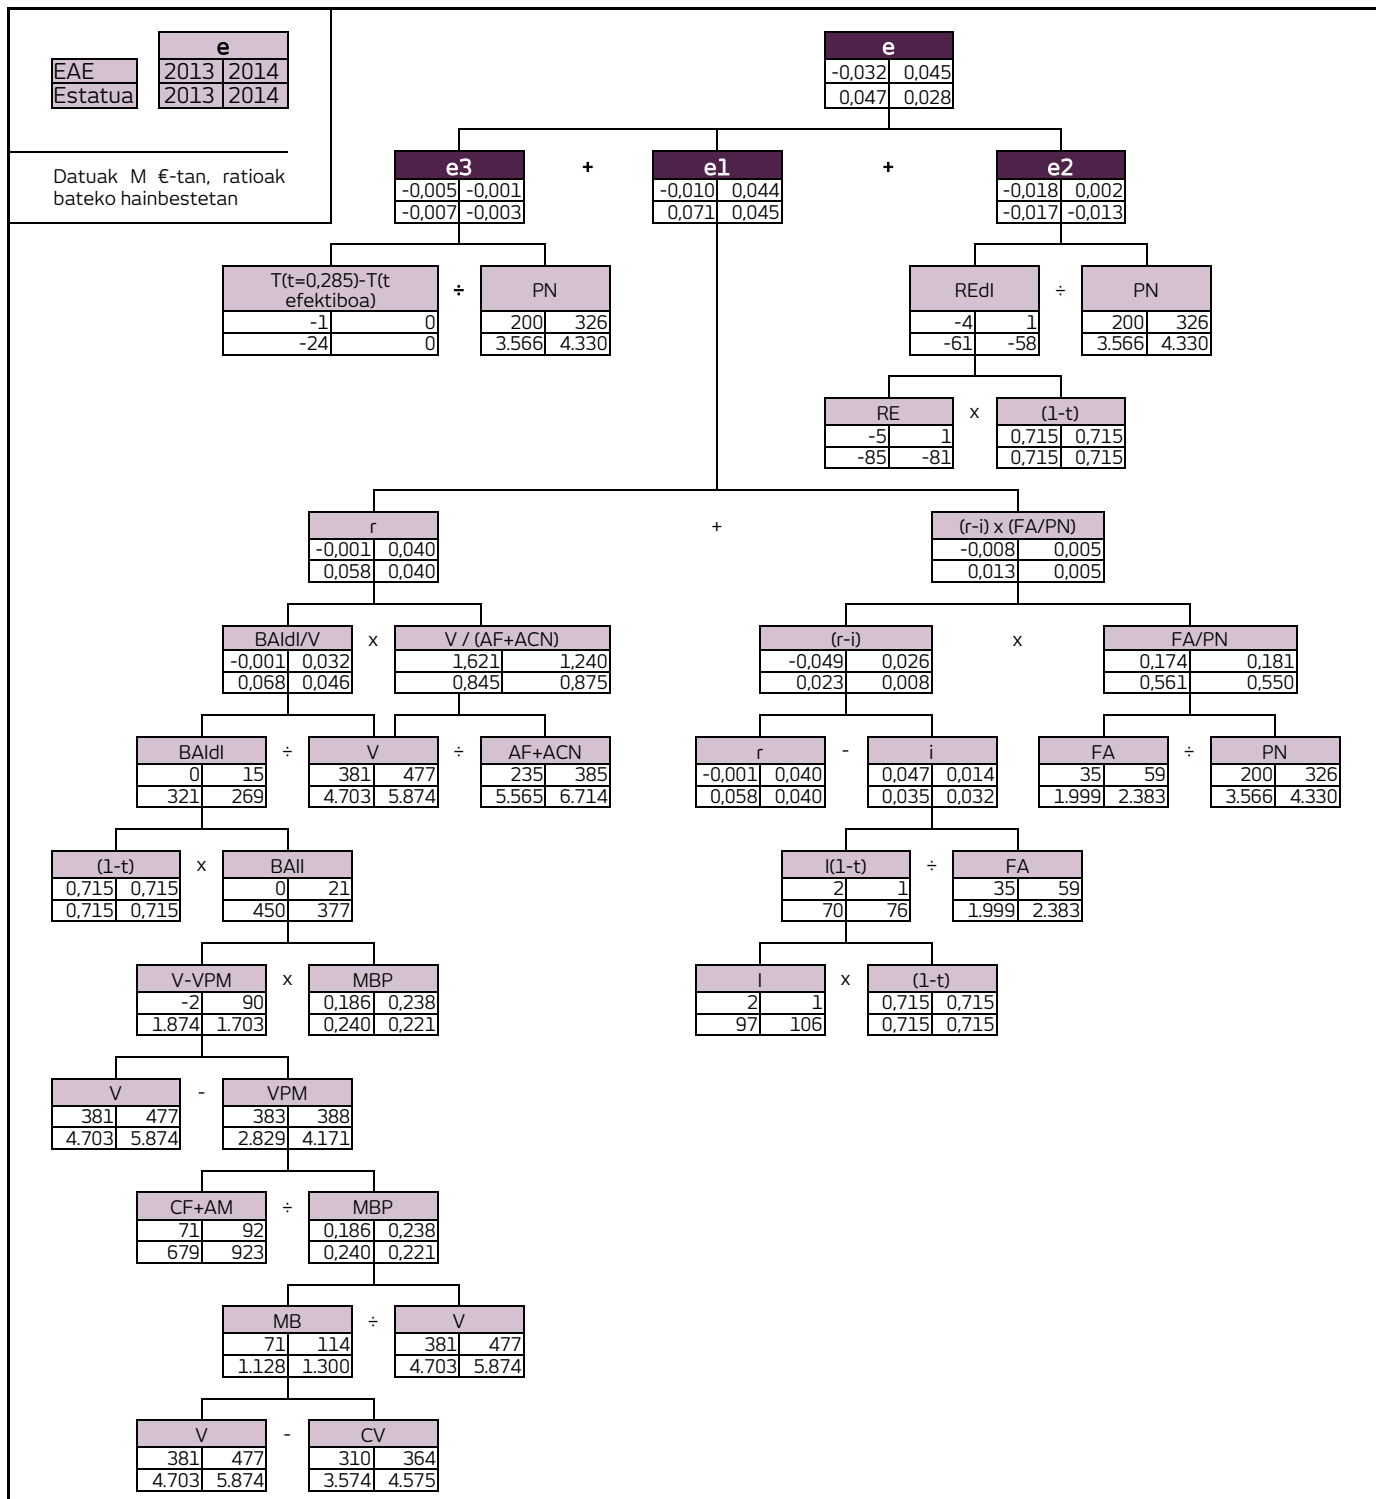 e
EAE 2013 2014
Estatua 2013 2014
Datuak M €-tan, ratioak
bateko hainbestetan
e
-0,032 0,045
0,047 0,028
e3 + e1 + e2
-0,005 -0,001 -0,010 0,044 -0,018 0,002
-0,007 -0,003 0,071 0,045 -0,017 -0,013
T(t=0,285)-T(t
efektiboa) ÷ PN REdI ÷ PN
-1 0 200 326 -4 1 200 326
-24 0 3.566 4.330 -61 -58 3.566 4.330
RE x (1-t)
-5 1 0,715 0,715
-85 -81 0,715 0,715
r + (r-i) x (FA/PN)
-0,001 0,040 -0,008 0,005
0,058 0,040 0,013 0,005
BAIdI/V x V / (AF+ACN) (r-i) x FA/PN
-0,001 0,032 1,621 1,240 -0,049 0,026 0,174 0,181
0,068 0,046 0,845 0,875 0,023 0,008 0,561 0,550
BAIdI ÷ V ÷ AF+ACN r - i FA ÷ PN
0 15 381 477 235 385 -0,001 0,040 0,047 0,014 35 59 200 326
321 269 4.703 5.874 5.565 6.714 0,058 0,040 0,035 0,032 1.999 2.383 3.566 4.330
(1-t) x BAII I(1-t) ÷ FA
0,715 0,715 0 21 2 1 35 59
0,715 0,715 450 377 70 76 1.999 2.383
V-VPM x MBP I x (1-t)
-2 90 0,186 0,238 2 1 0,715 0,715
1.874 1.703 0,240 0,221 97 106 0,715 0,715
V - VPM
381 477 383 388
4.703 5.874 2.829 4.171
CF+AM ÷ MBP
71 92 0,186 0,238
679 923 0,240 0,221
MB ÷ V
71 114 381 477
1.128 1.300 4.703 5.874
V - CV
381 477 310 364
4.703 5.874 3.574 4.575